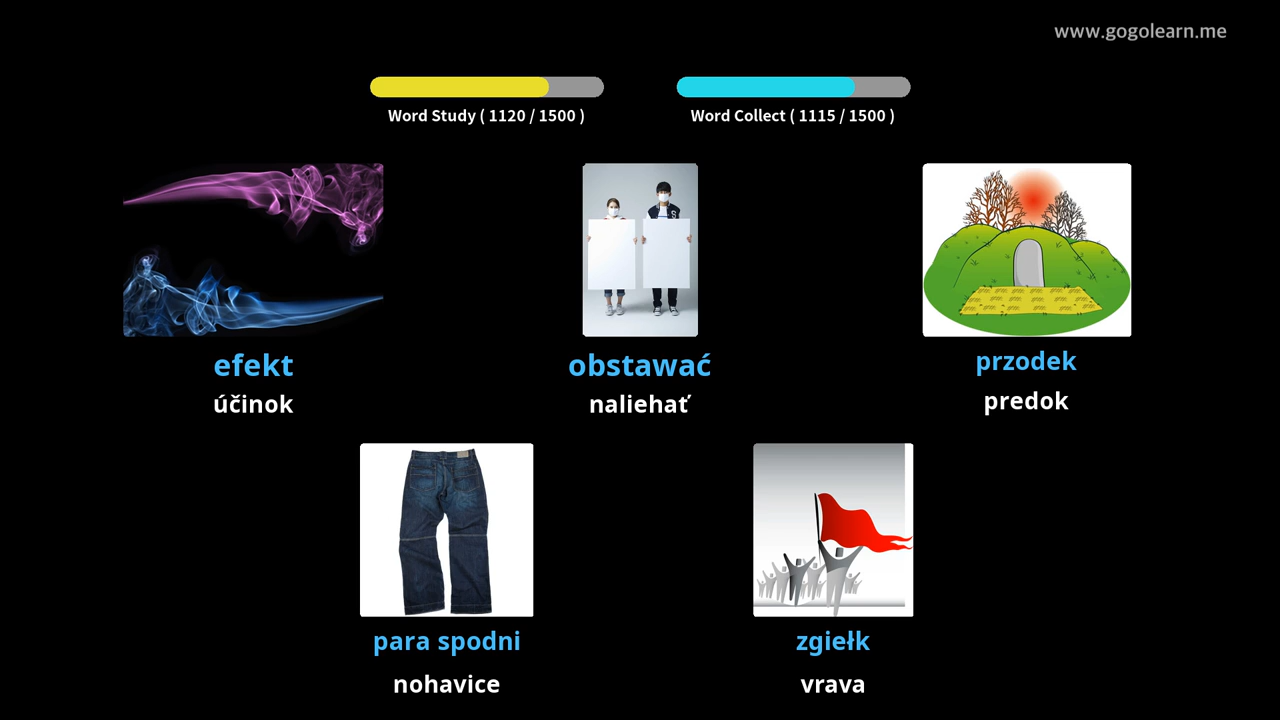 www.gogolearn.me
Word Study ( 1120 / 1500 )
Word Collect ( 1115 / 1500 )
efekt
účinok
obstawać
naliehať
przodek
predok
para spodni
nohavice
zgiełk
vrava